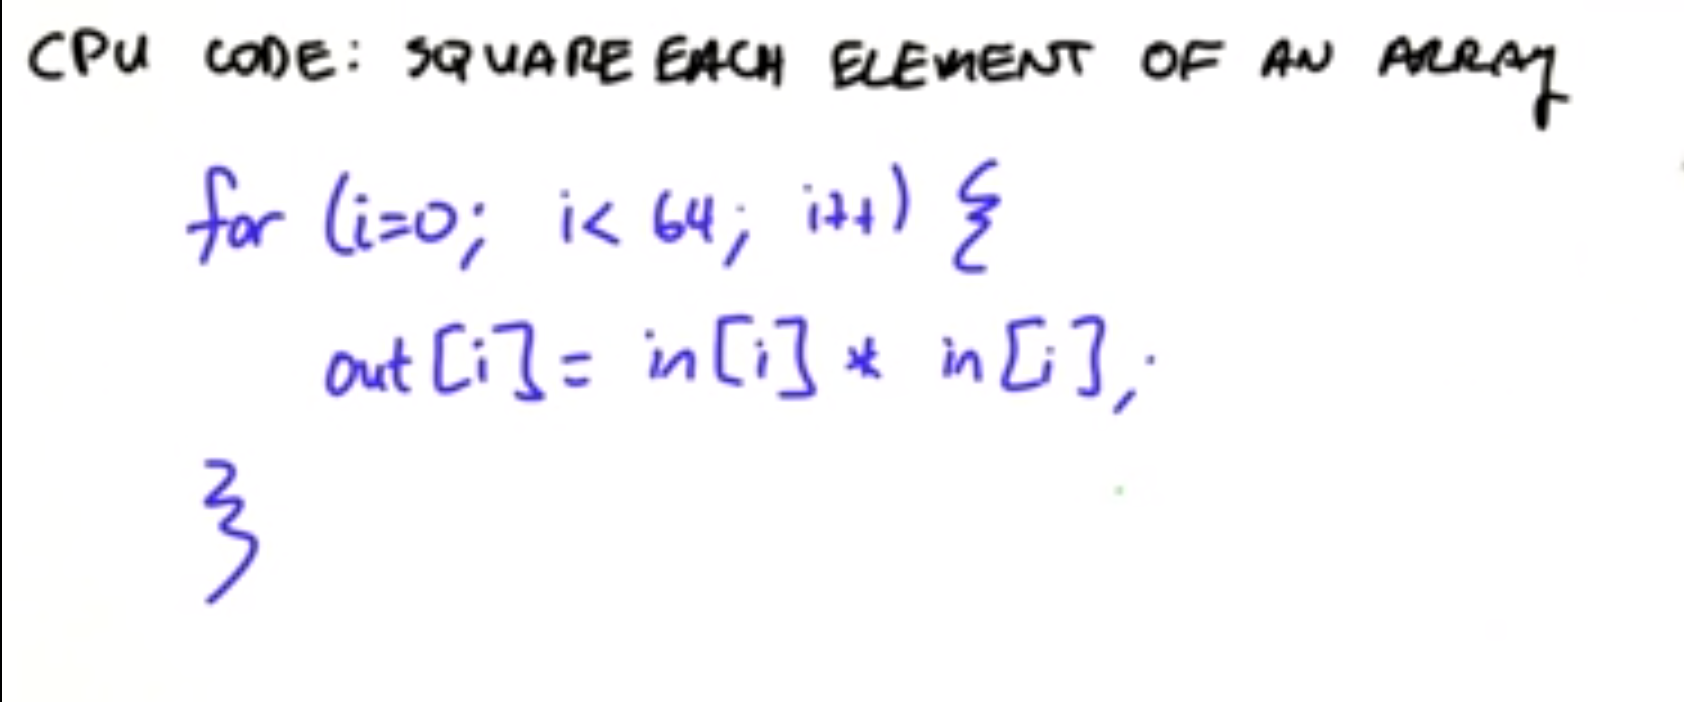 CPU CODE: SQUARE EACH ELEMENT OF AN ARRAY
for (i=0; i< 64; i++) {
out[i] = in[i] * in[i];
}